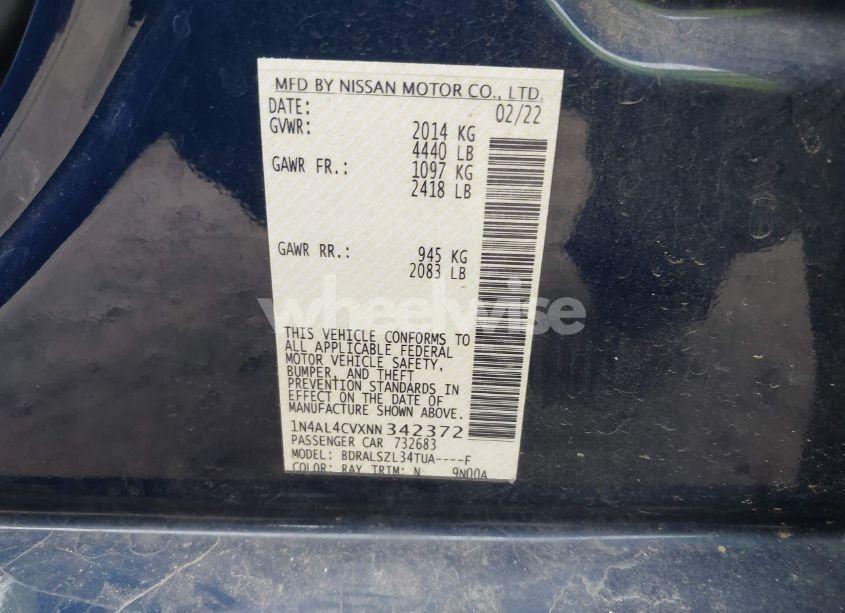 MFD BY NISSAN MOTOR CO., LTD.
DATE: 02/22
GVWR: 2014 KG
4440 LB
GAWR FR.: 1097 KG
2418 LB
GAWR RR.: 945 KG
2083 LB
wheelwise
THIS VEHICLE CONFORMS TO
ALL APPLICABLE FEDERAL
MOTOR VEHICLE SAFETY,
BUMPER, AND THEFT
PREVENTION STANDARDS IN
EFFECT ON THE DATE OF
MANUFACTURE SHOWN ABOVE.
1N4AL4CVXNN342372
PASSENGER CAR 732683
MODEL: BDRALSZL34TUA----F
COLOR: RAY TRIM: N 9N00A